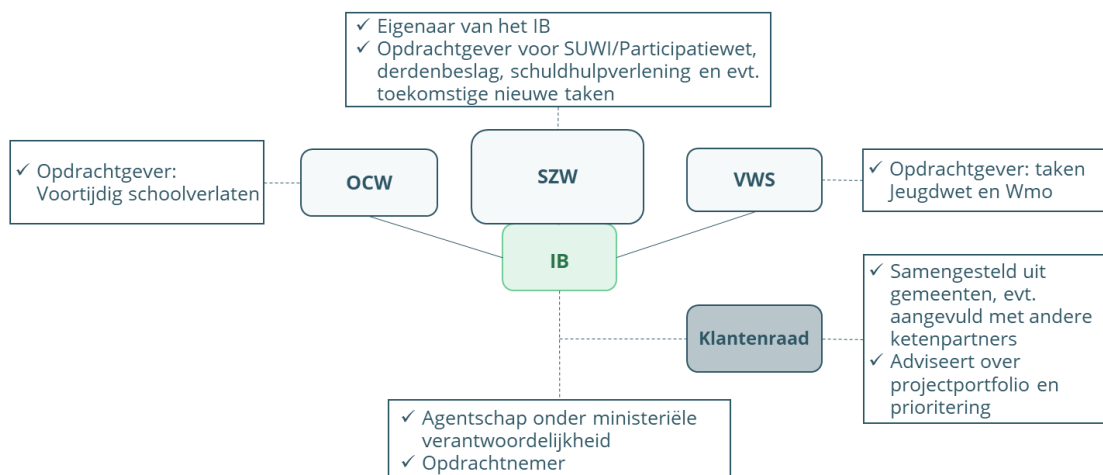 ✓ Eigenaar van het IB
✓ Opdrachtgever voor SUWI/Participatiewet,
derdenbeslag, schuldhulpverlening en evt.
toekomstige nieuwe taken
✓ Opdrachtgever:
Voortijdig schoolverlaten
OCW
SZW
VWS
✓ Opdrachtgever: taken
Jeugdwet en Wmo
IB
Klantenraad
✓ Samengesteld uit
gemeenten, evt.
aangevuld met andere
ketenpartners
✓ Adviseert over
projectportfolio en
prioritering
✓ Agentschap onder ministeriële
verantwoordelijkheid
✓ Opdrachtnemer